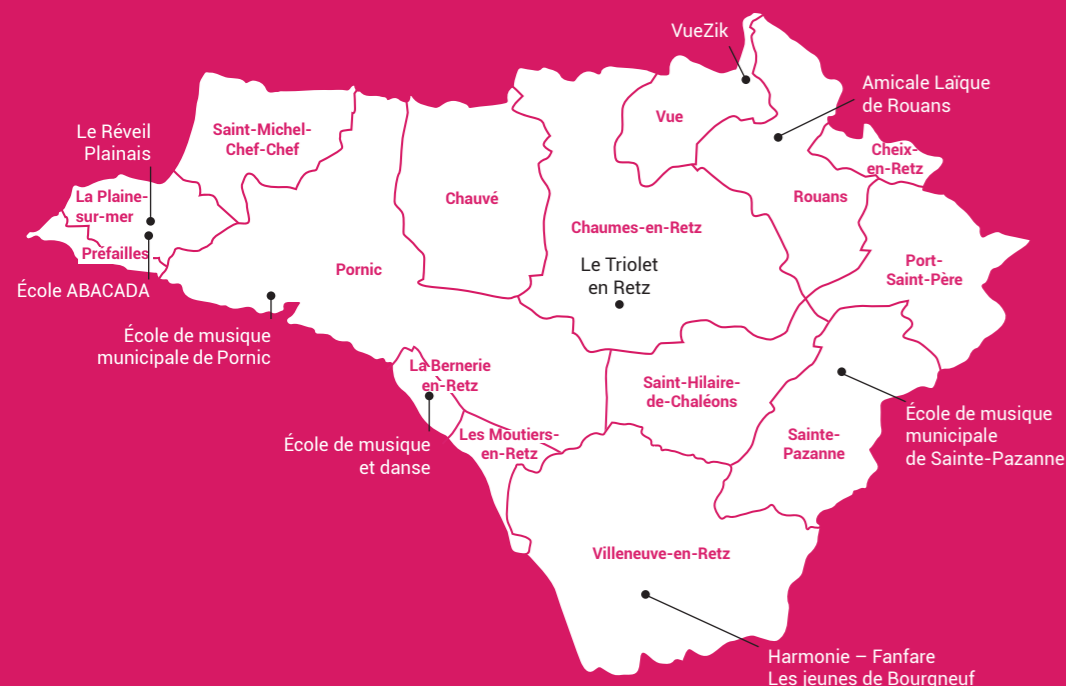 VueZik
Amicale Laïque
de Rouans
Le Réveil
Plainais
Saint-Michel-
Chef-Chef
Vue
Cheix-
en-Retz
La Plaine-
sur-mer
Chauvé
Rouans
Chaumes-en-Retz
Préfailles
Pornic
Port-
Saint-Père
Le Triolet
en Retz
École ABACADA
École de musique
municipale de Pornic
La Bernerie
en-Retz
Saint-Hilaire-
de-Chaléons
École de musique
municipale
de Sainte-Pazanne
École de musique
et danse
Les Moutiers-
en-Retz
Sainte-
Pazanne
Villeneuve-en-Retz
Harmonie – Fanfare
Les jeunes de Bourgneuf